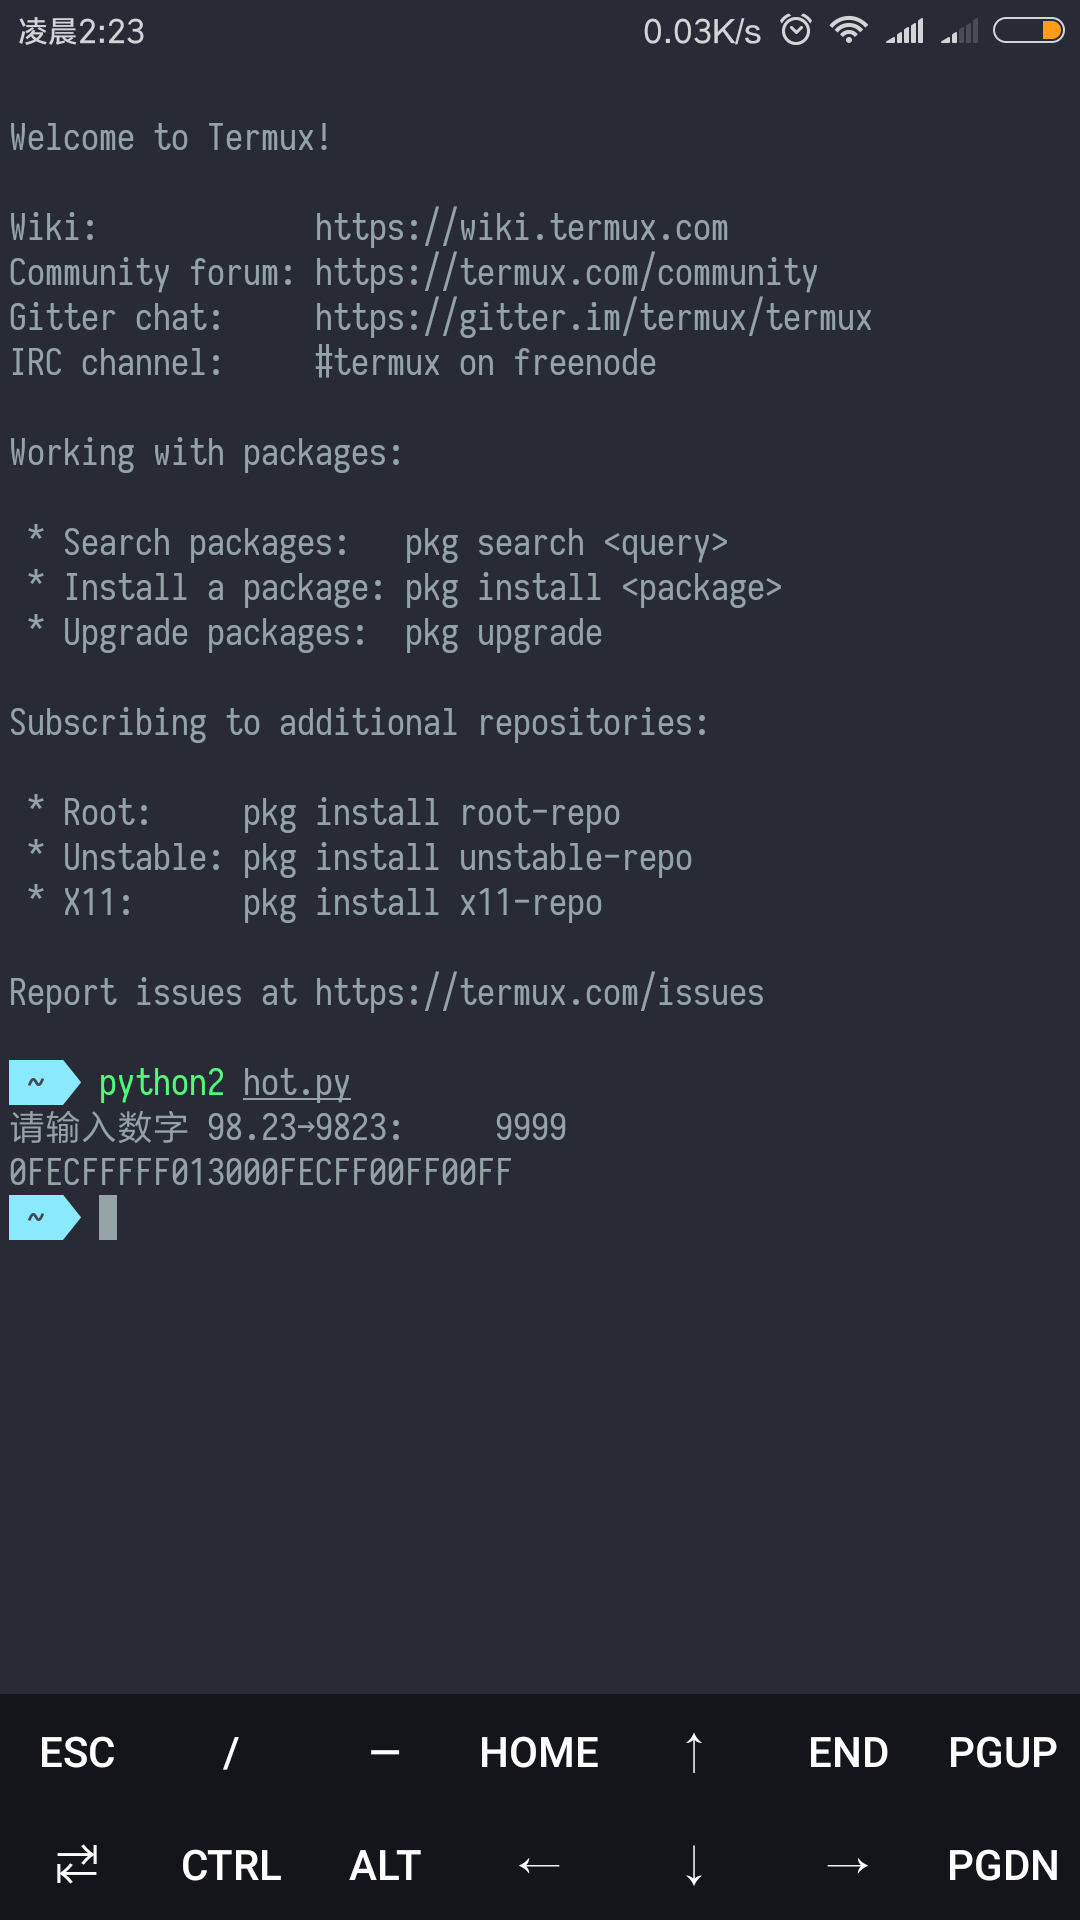 凌晨2:23 0.03K/s
Welcome to Termux!
Wiki: https://wiki.termux.com
Community forum: https://termux.com/community
Gitter chat: https://gitter.im/termux/termux
IRC channel: #termux on freenode
Working with packages:
* Search packages: pkg search <query>
* Install a package: pkg install <package>
* Upgrade packages: pkg upgrade
Subscribing to additional repositories:
* Root: pkg install root-repo
* Unstable: pkg install unstable-repo
* X11: pkg install x11-repo
Report issues at https://termux.com/issues
~ python2 hot.py
请输入数字 98.23→9823: 9999
0FECFFFFF013000FECFF00FF00FF
~
ESC / — HOME ↑ END PGUP
⇄ CTRL ALT ← ↓ → PGDN